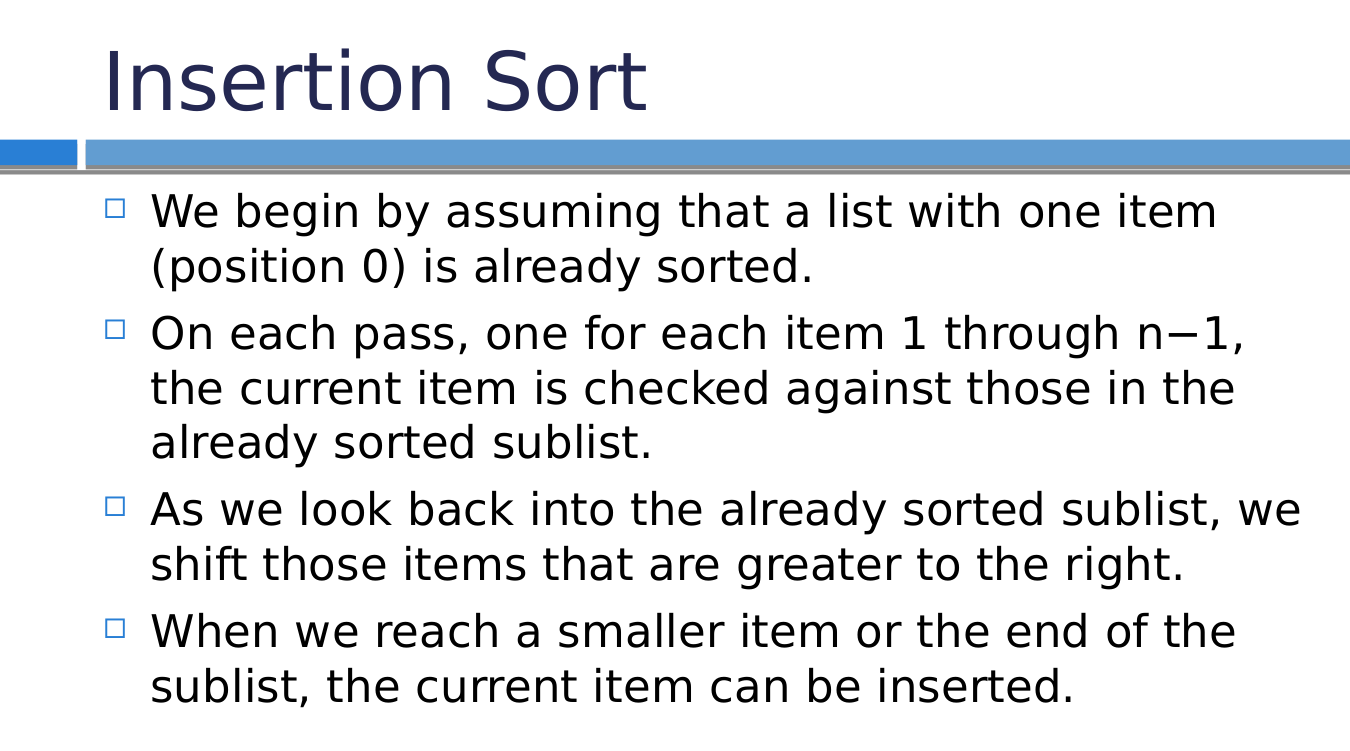 Insertion Sort
We begin by assuming that a list with one item
(position 0) is already sorted.
On each pass, one for each item 1 through n−1,
the current item is checked against those in the
already sorted sublist.
As we look back into the already sorted sublist, we
shift those items that are greater to the right.
When we reach a smaller item or the end of the
sublist, the current item can be inserted.